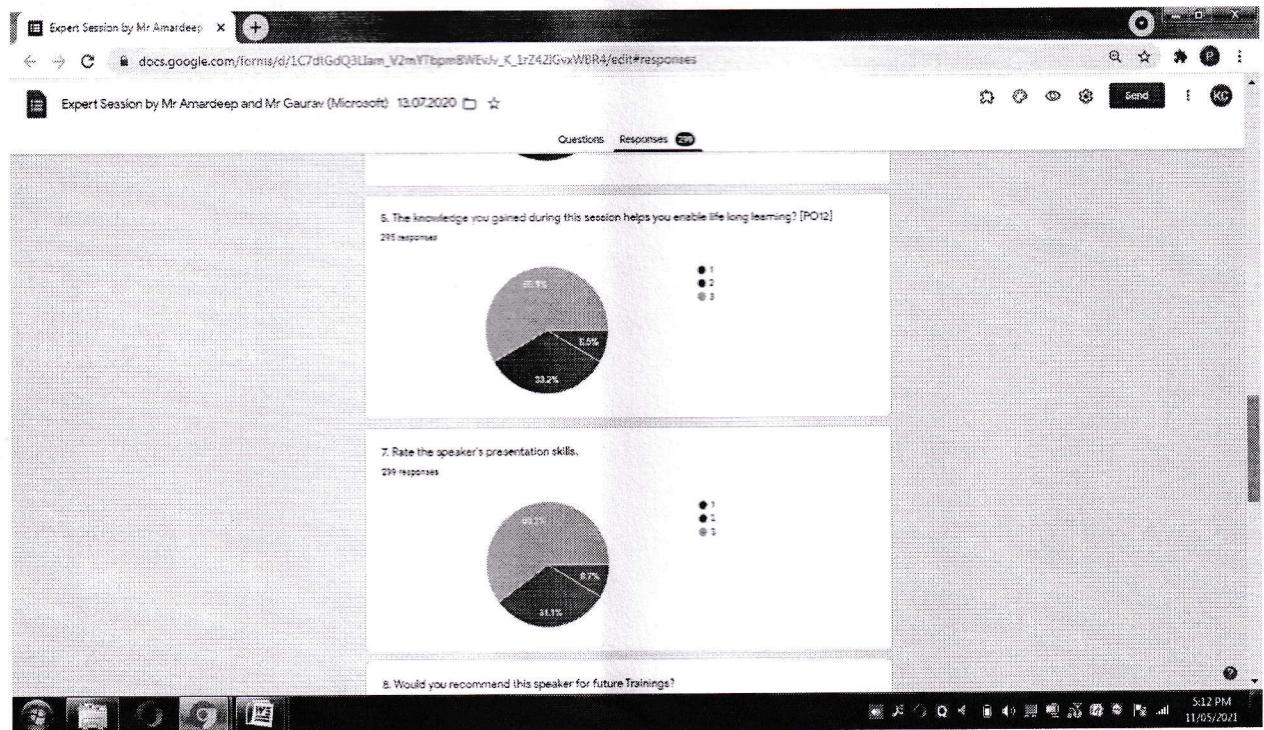 Expert Session by Mr Amardeep
docs.google.com/forms/d/
Expert Session by Mr Amardeep and Mr Gaurav (Microsoft) 13.07.2020
Send
KC
Questions Responses
6. The knowledge you gained during this session helps you enable life long learning? [PO12]
295 responses
1
2
3
33.2%
7. Rate the speaker's presentation skills.
299 responses
1
2
3
8.7%
31.1%
8. Would you recommend this speaker for future Trainings?
5:12 PM
11/05/2021